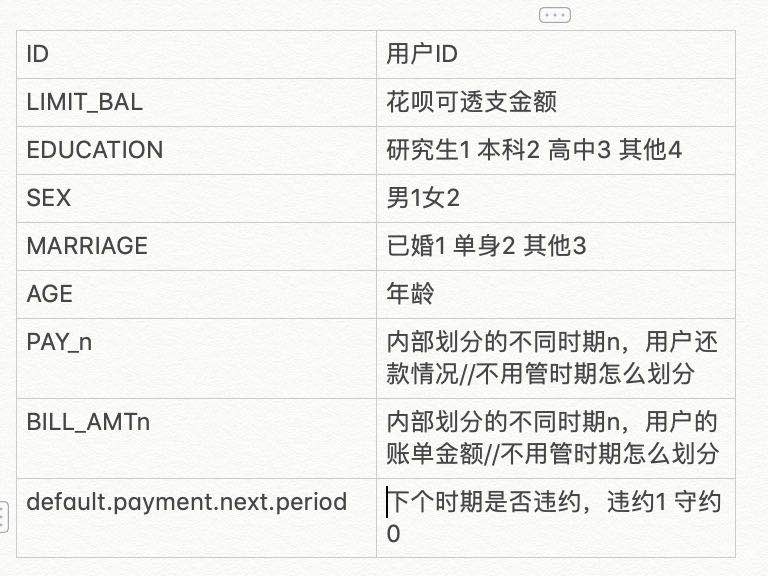 ID
用户ID
LIMIT_BAL
花呗可透支金额
EDUCATION
研究生1 本科2 高中3 其他4
SEX
男1女2
MARRIAGE
已婚1 单身2 其他3
AGE
年龄
PAY_n
内部划分的不同时期n，用户还
款情况//不用管时期怎么划分
BILL_AMTn
内部划分的不同时期n，用户的
账单金额//不用管时期怎么划分
default.payment.next.period
下个时期是否违约，违约1 守约
0